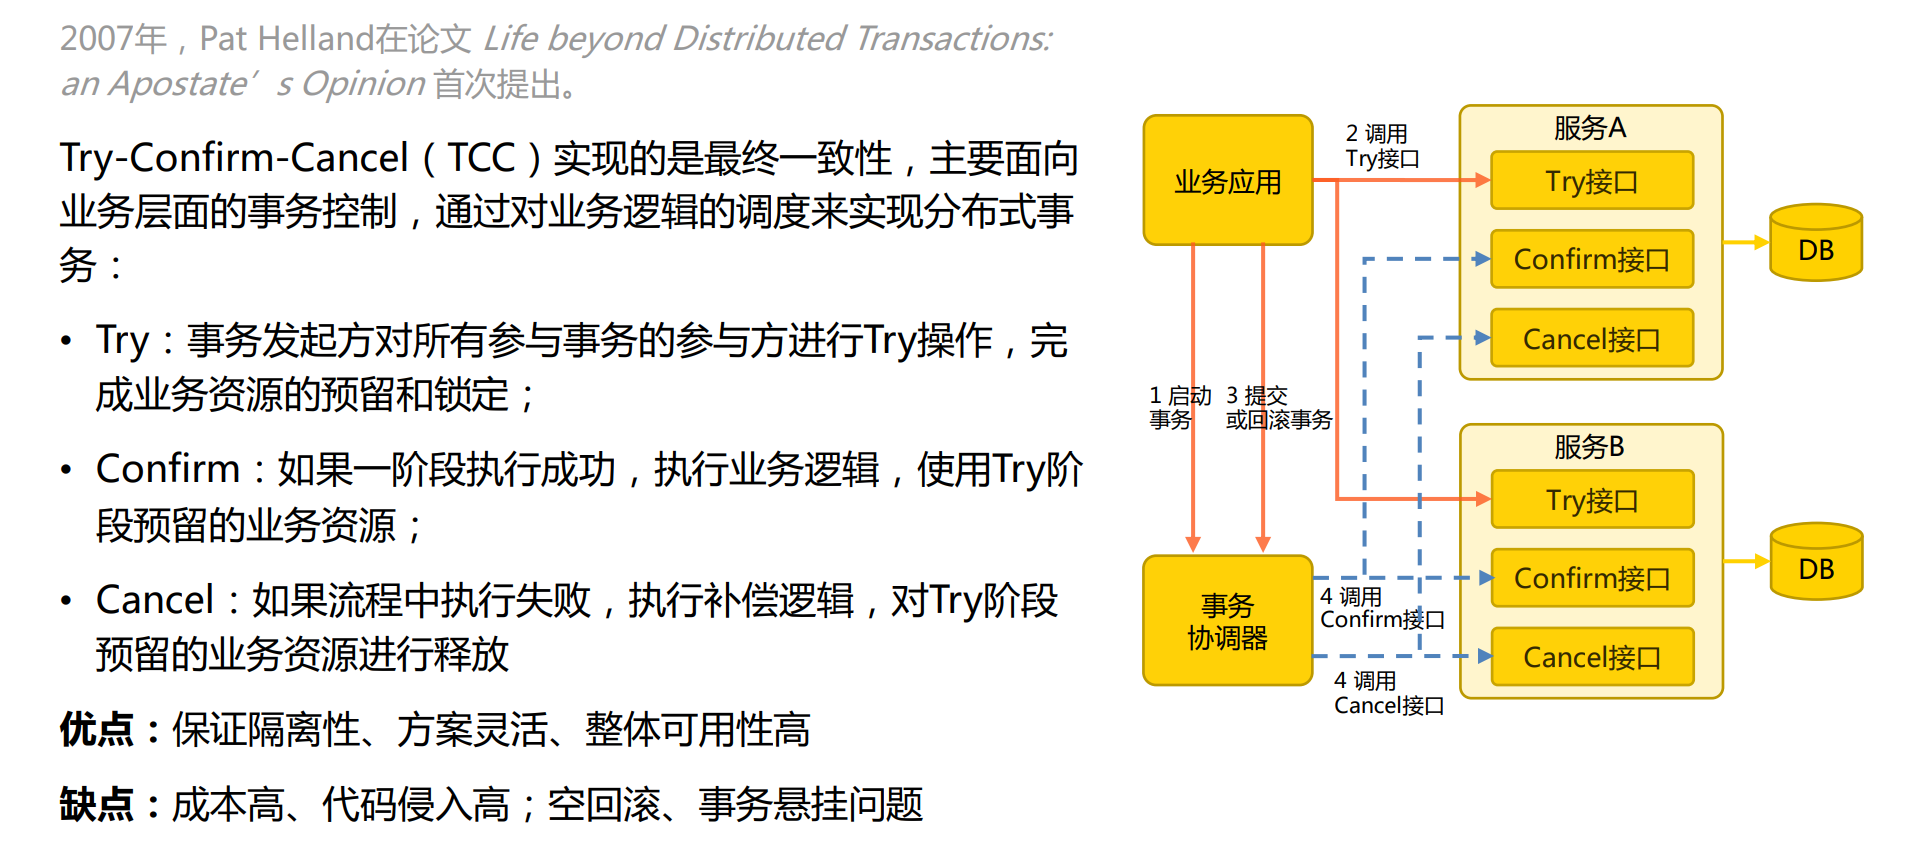 2007年，Pat Helland在论文 Life beyond Distributed Transactions:
an Apostate’s Opinion 首次提出。
Try-Confirm-Cancel（TCC）实现的是最终一致性，主要面向
业务层面的事务控制，通过对业务逻辑的调度来实现分布式事
务：
• Try：事务发起方对所有参与事务的参与方进行Try操作，完
成业务资源的预留和锁定；
• Confirm：如果一阶段执行成功，执行业务逻辑，使用Try阶
段预留的业务资源；
• Cancel：如果流程中执行失败，执行补偿逻辑，对Try阶段
预留的业务资源进行释放
优点：保证隔离性、方案灵活、整体可用性高
缺点：成本高、代码侵入高；空回滚、事务悬挂问题
业务应用
2 调用
Try接口
服务A
Try接口
Confirm接口
Cancel接口
DB
1 启动
事务
3 提交
或回滚事务
服务B
Try接口
Confirm接口
Cancel接口
DB
事务
协调器
4 调用
Confirm接口
4 调用
Cancel接口